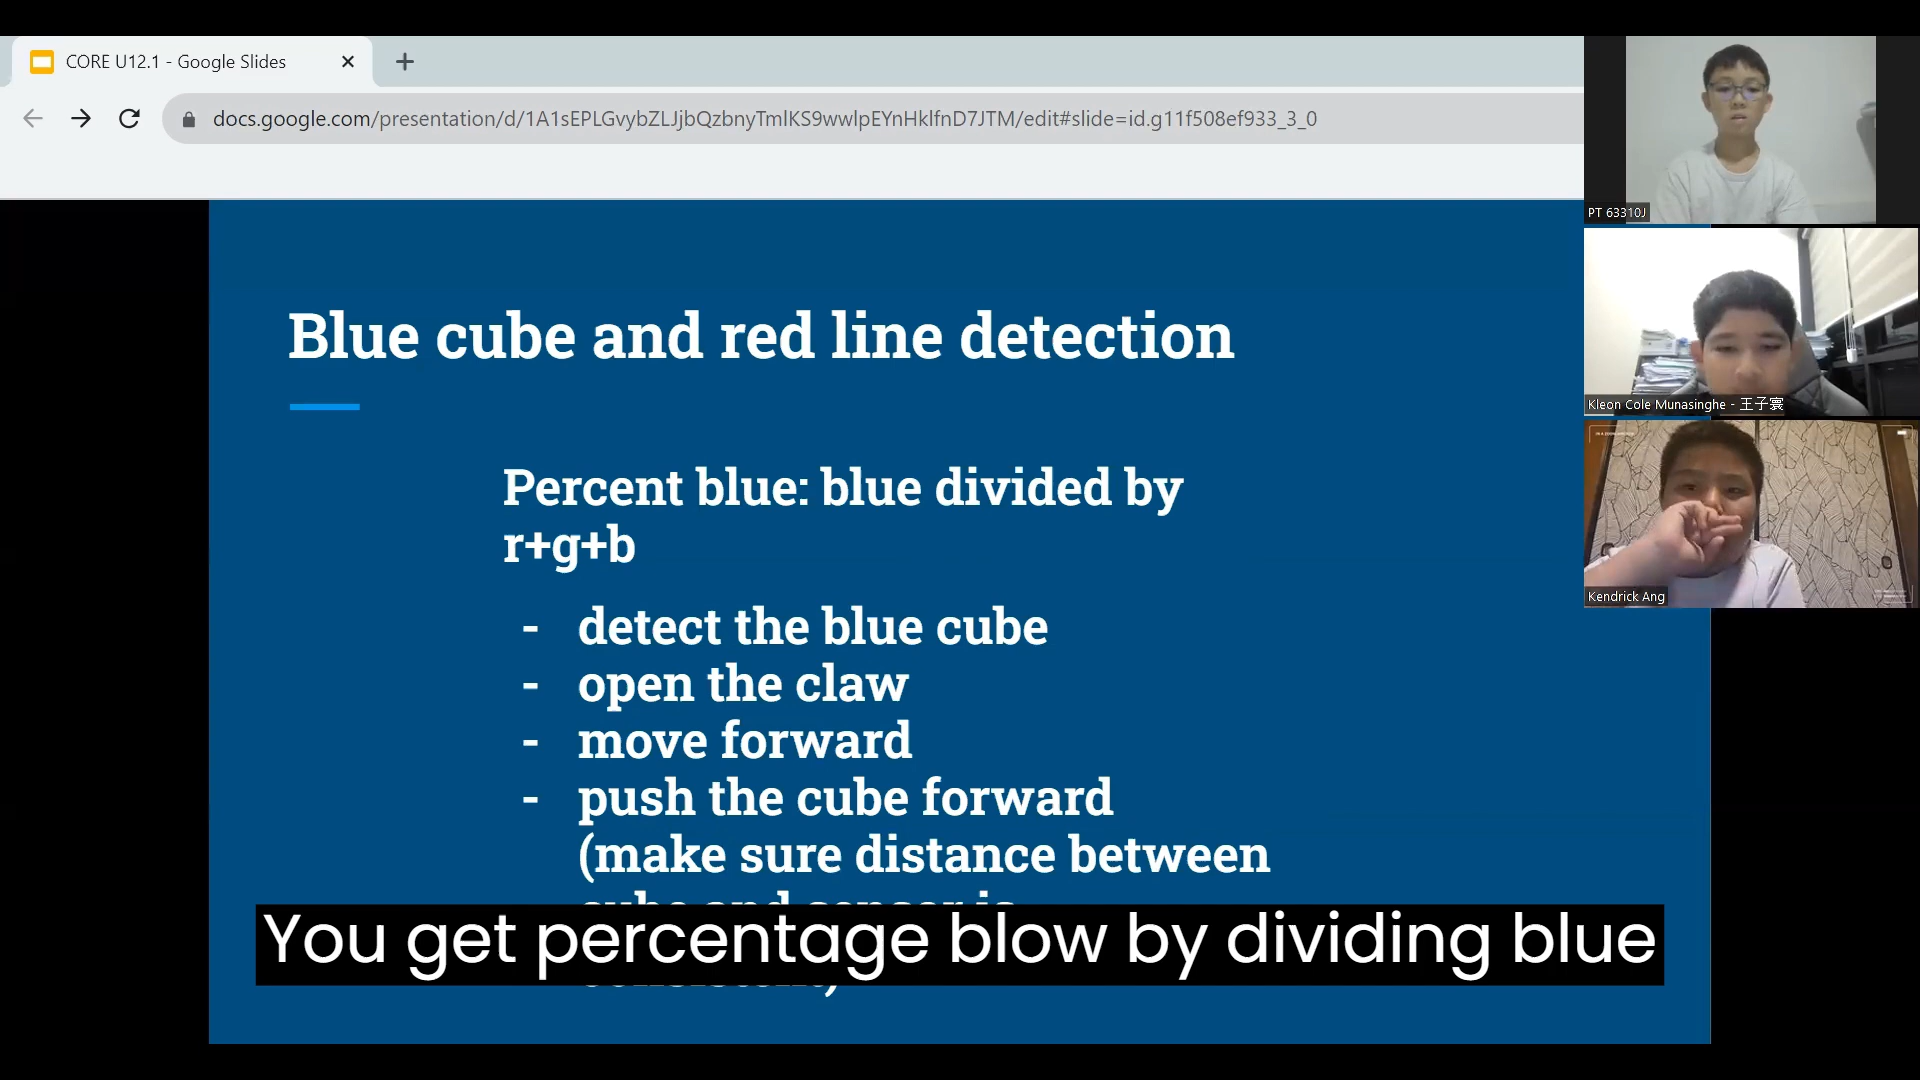 CORE U12.1 - Google Slides
docs.google.com/presentation/d/1A1sEPLGvybZLJjbQzbnyTmlKS9wwlpEYnHklfnD7JTM/edit#slide=id.g11f508ef933_3_0
Blue cube and red line detection
Percent blue: blue divided by
r+g+b
- detect the blue cube
- open the claw
- move forward
- push the cube forward
(make sure distance between
You get percentage blow by dividing blue
PT 63310J
Kleon Cole Munasinghe - 王子寰
Kendrick Ang